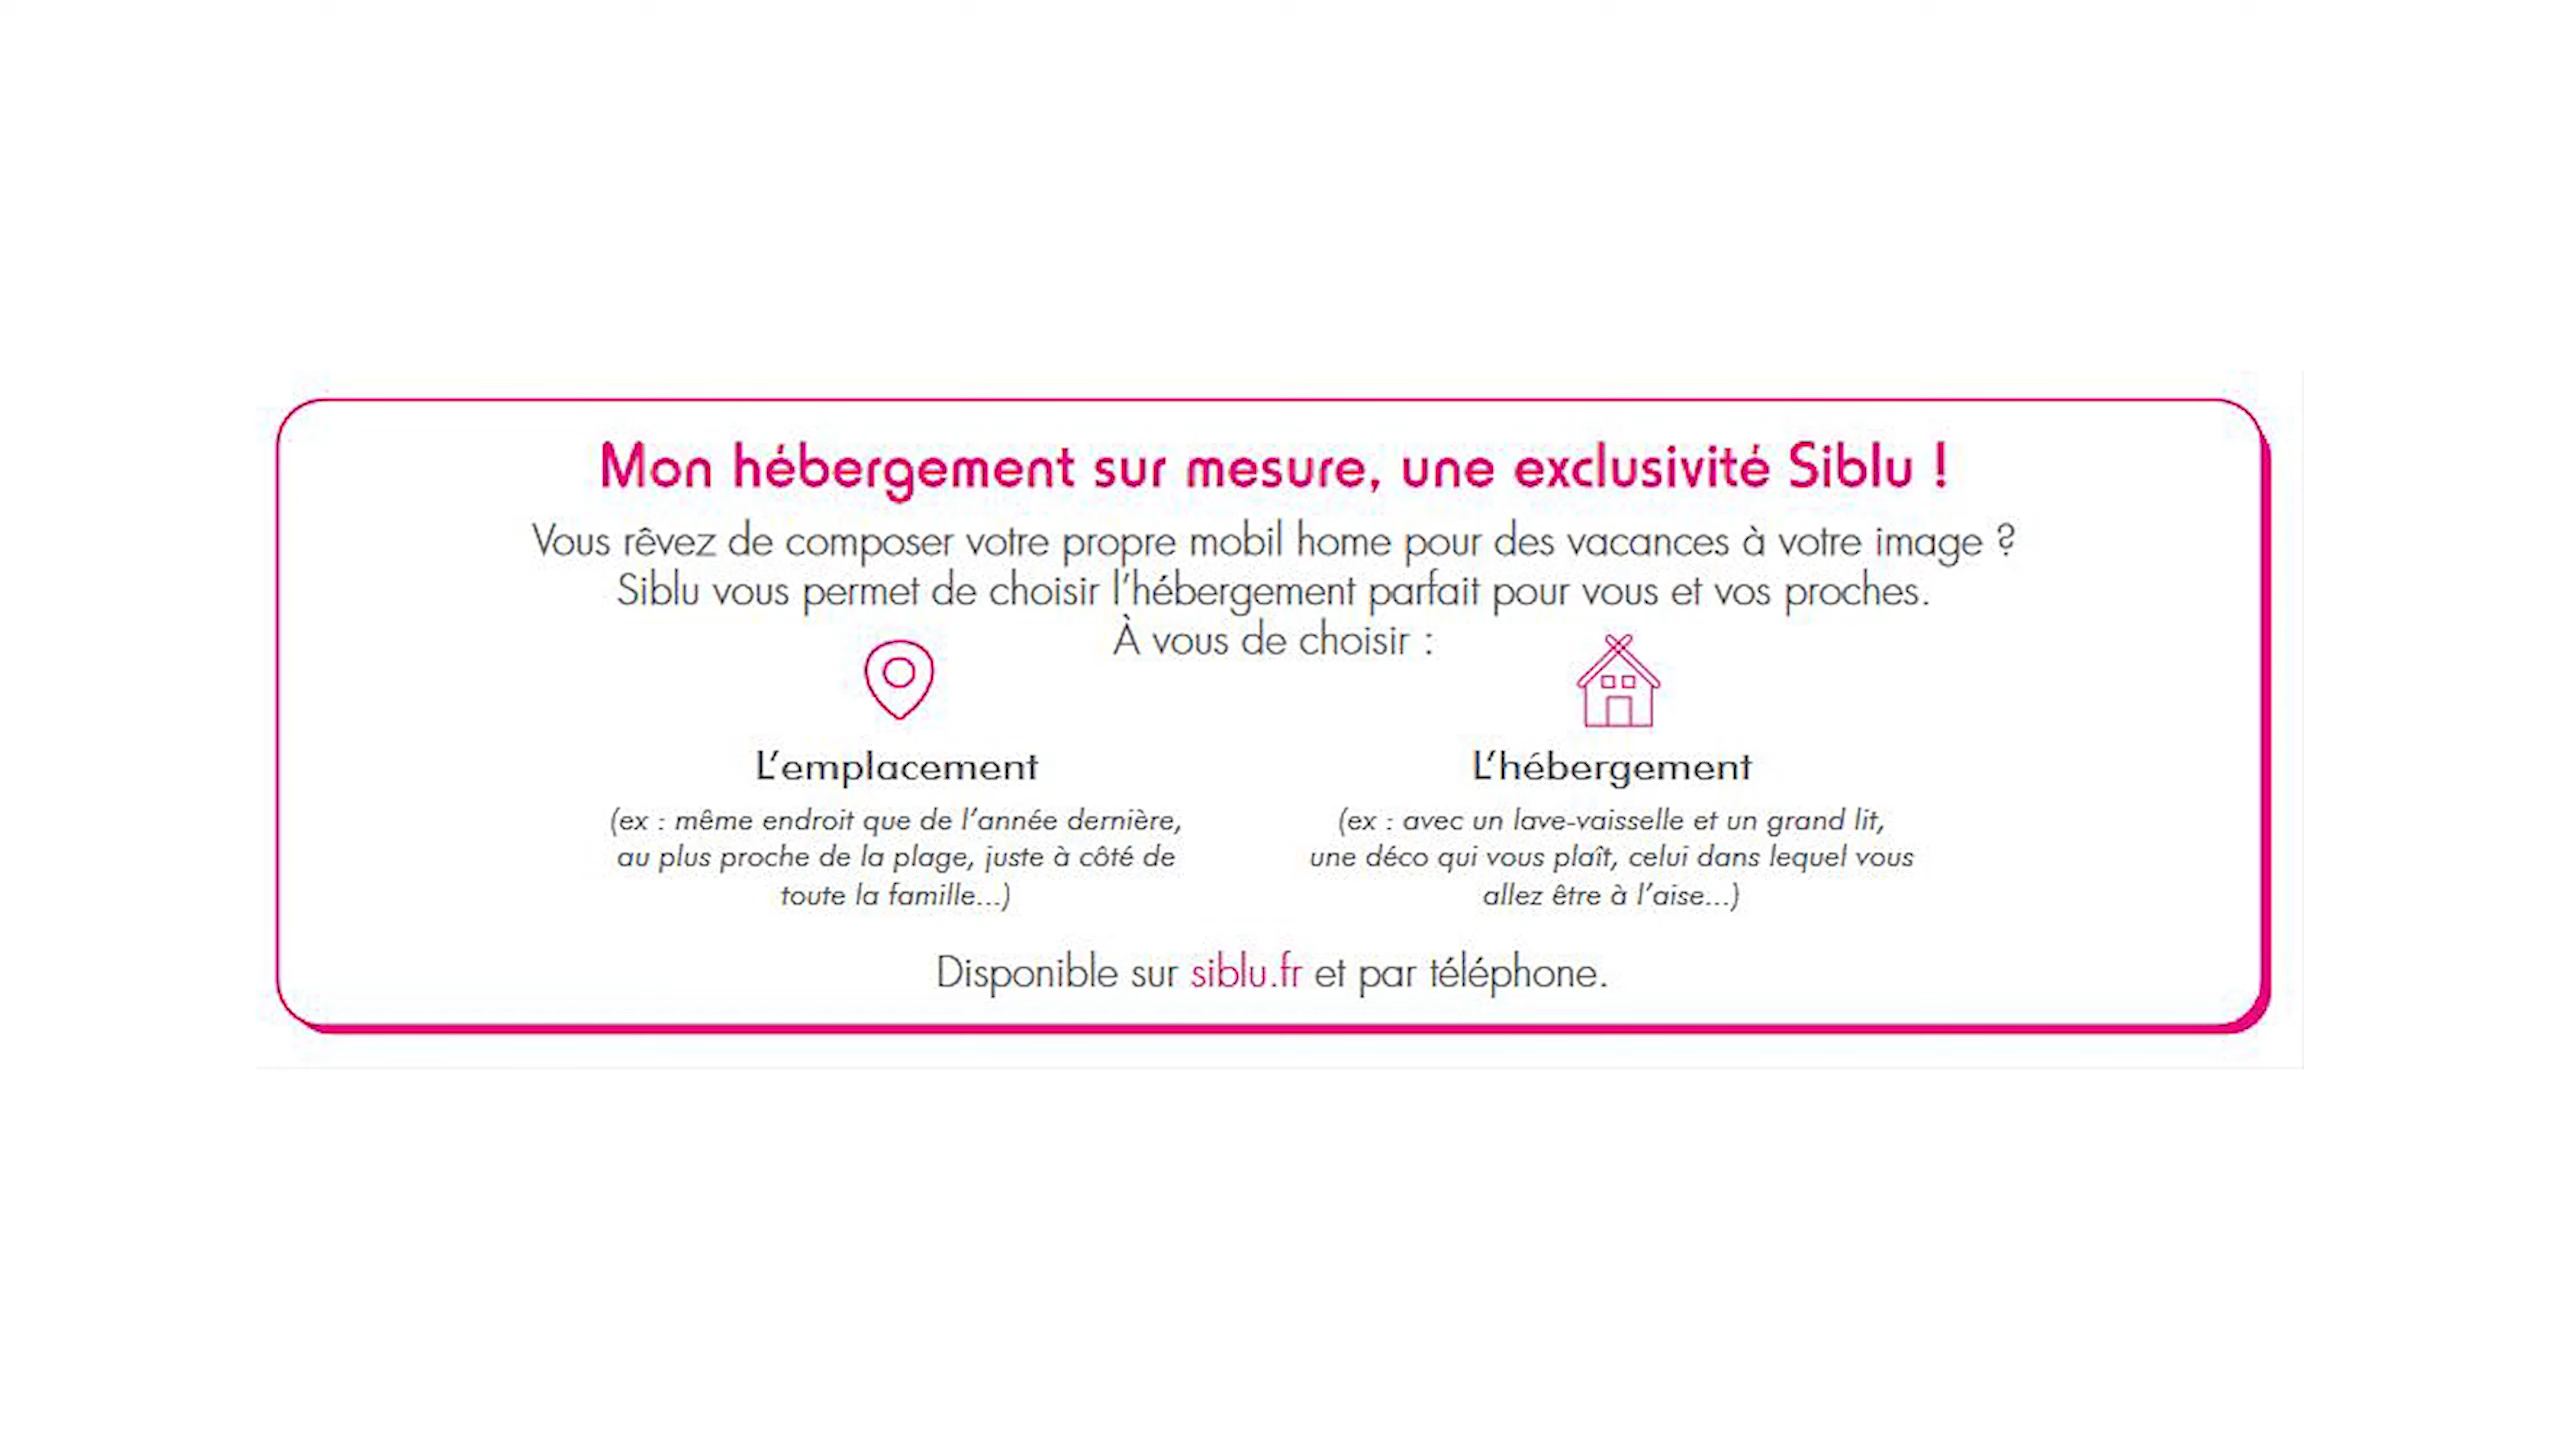 Mon hébergement sur mesure, une exclusivité Siblu !
Vous rêvez de composer votre propre mobil home pour des vacances à votre image ?
Siblu vous permet de choisir l'hébergement parfait pour vous et vos proches.
À vous de choisir :
L'emplacement
(ex : même endroit que de l'année dernière,
au plus proche de la plage, juste à côté de
toute la famille...)
L'hébergement
(ex : avec un lave-vaisselle et un grand lit,
une déco qui vous plaît, celui dans lequel vous
allez être à l'aise...)
Disponible sur siblu.fr et par téléphone.